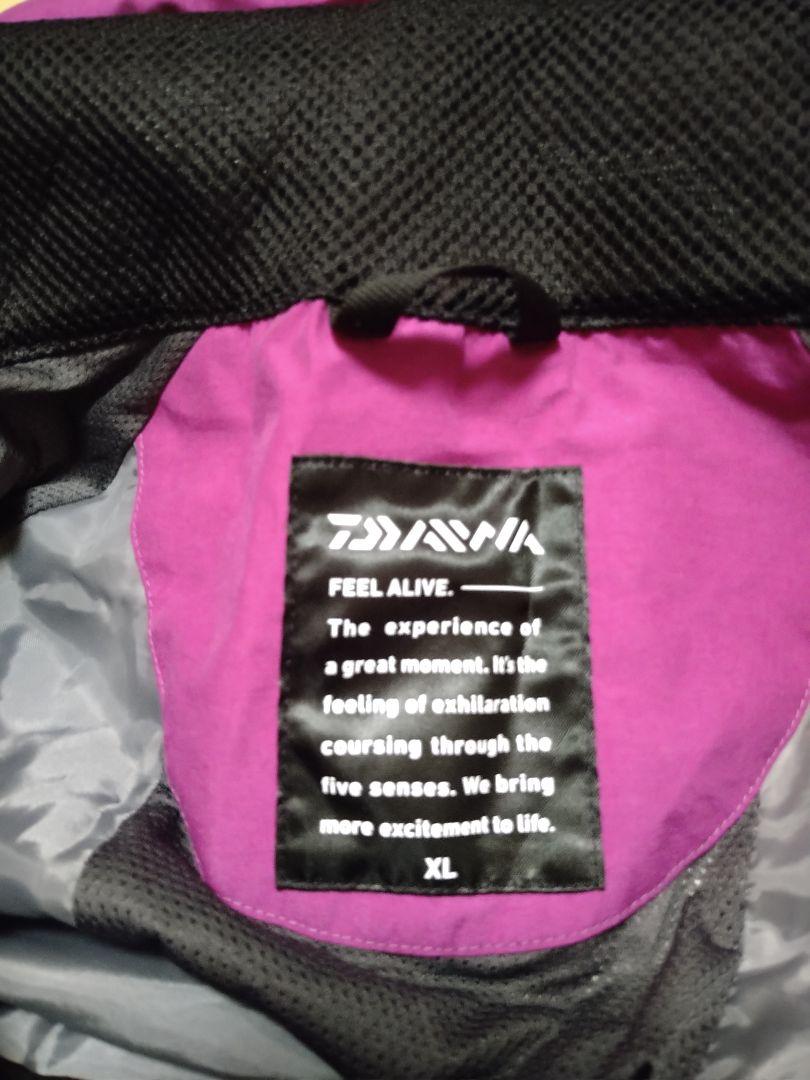 DAIWA
FEEL ALIVE.
The experience of
a great moment. It's the
feeling of exhilaration
coursing through the
five senses. We bring
more excitement to life.
XL